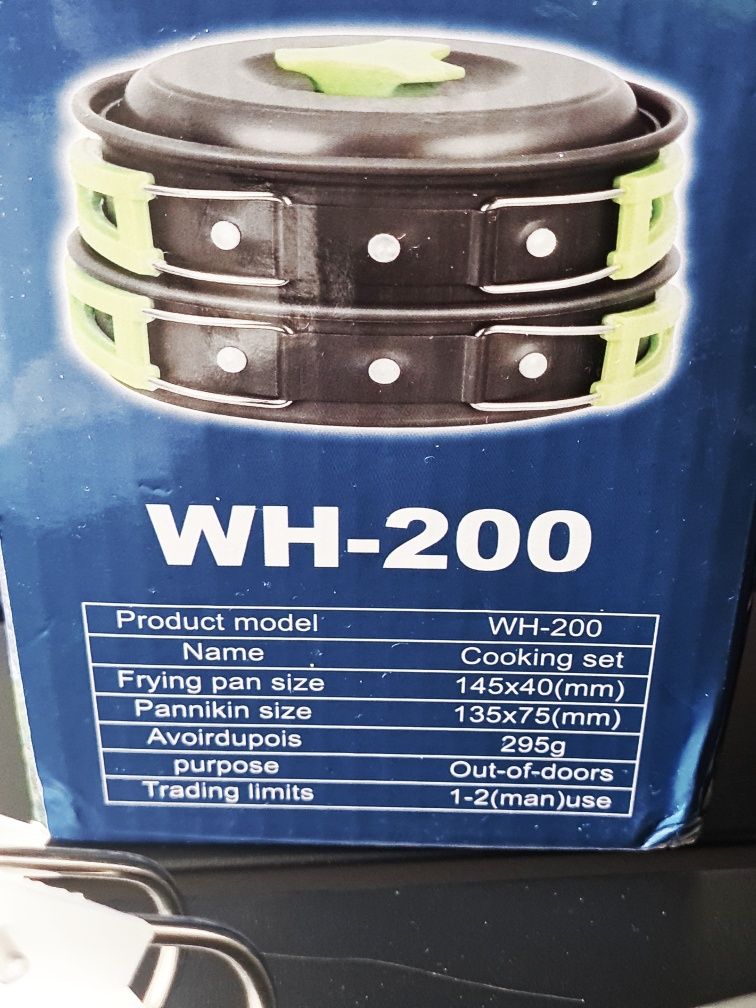 WH-200
Product model WH-200
Name Cooking set
Frying pan size 145x40(mm)
Pannikin size 135x75(mm)
Avoirdupois 295g
purpose Out-of-doors
Trading limits 1-2(man)use